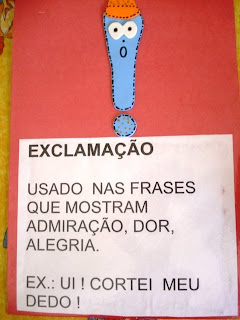 EXCLAMAÇÃO
USADO NAS FRASES
QUE MOSTRAM
ADMIRAÇÃO, DOR,
ALEGRIA.
EX.: UI ! CORTEI MEU
DEDO !